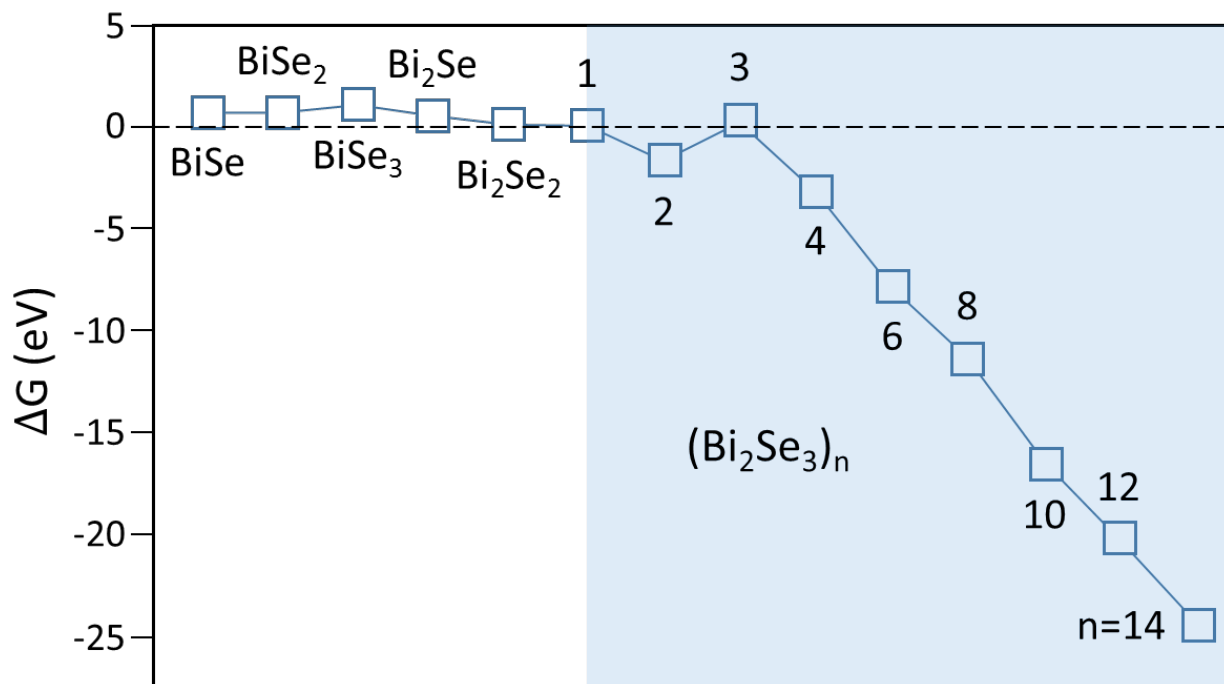 5
0
-5
-10
-15
-20
-25
ΔG (eV)
BiSe
BiSe₂
BiSe₃
Bi₂Se
Bi₂Se₂
1
2
3
4
6
8
10
12
n=14
(Bi₂Se₃)ₙ